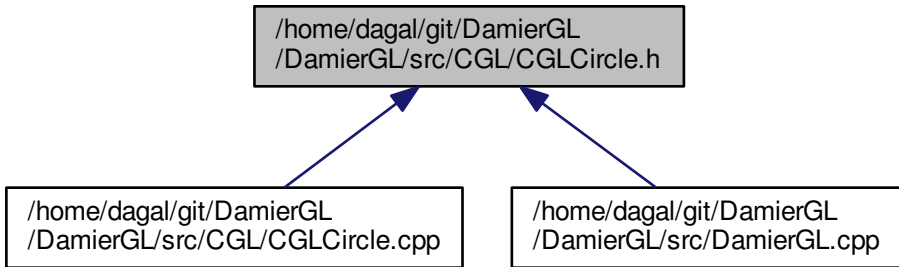 /home/dagal/git/DamierGL
/DamierGL/src/CGL/CGLCircle.h
/home/dagal/git/DamierGL
/DamierGL/src/CGL/CGLCircle.cpp
/home/dagal/git/DamierGL
/DamierGL/src/DamierGL.cpp